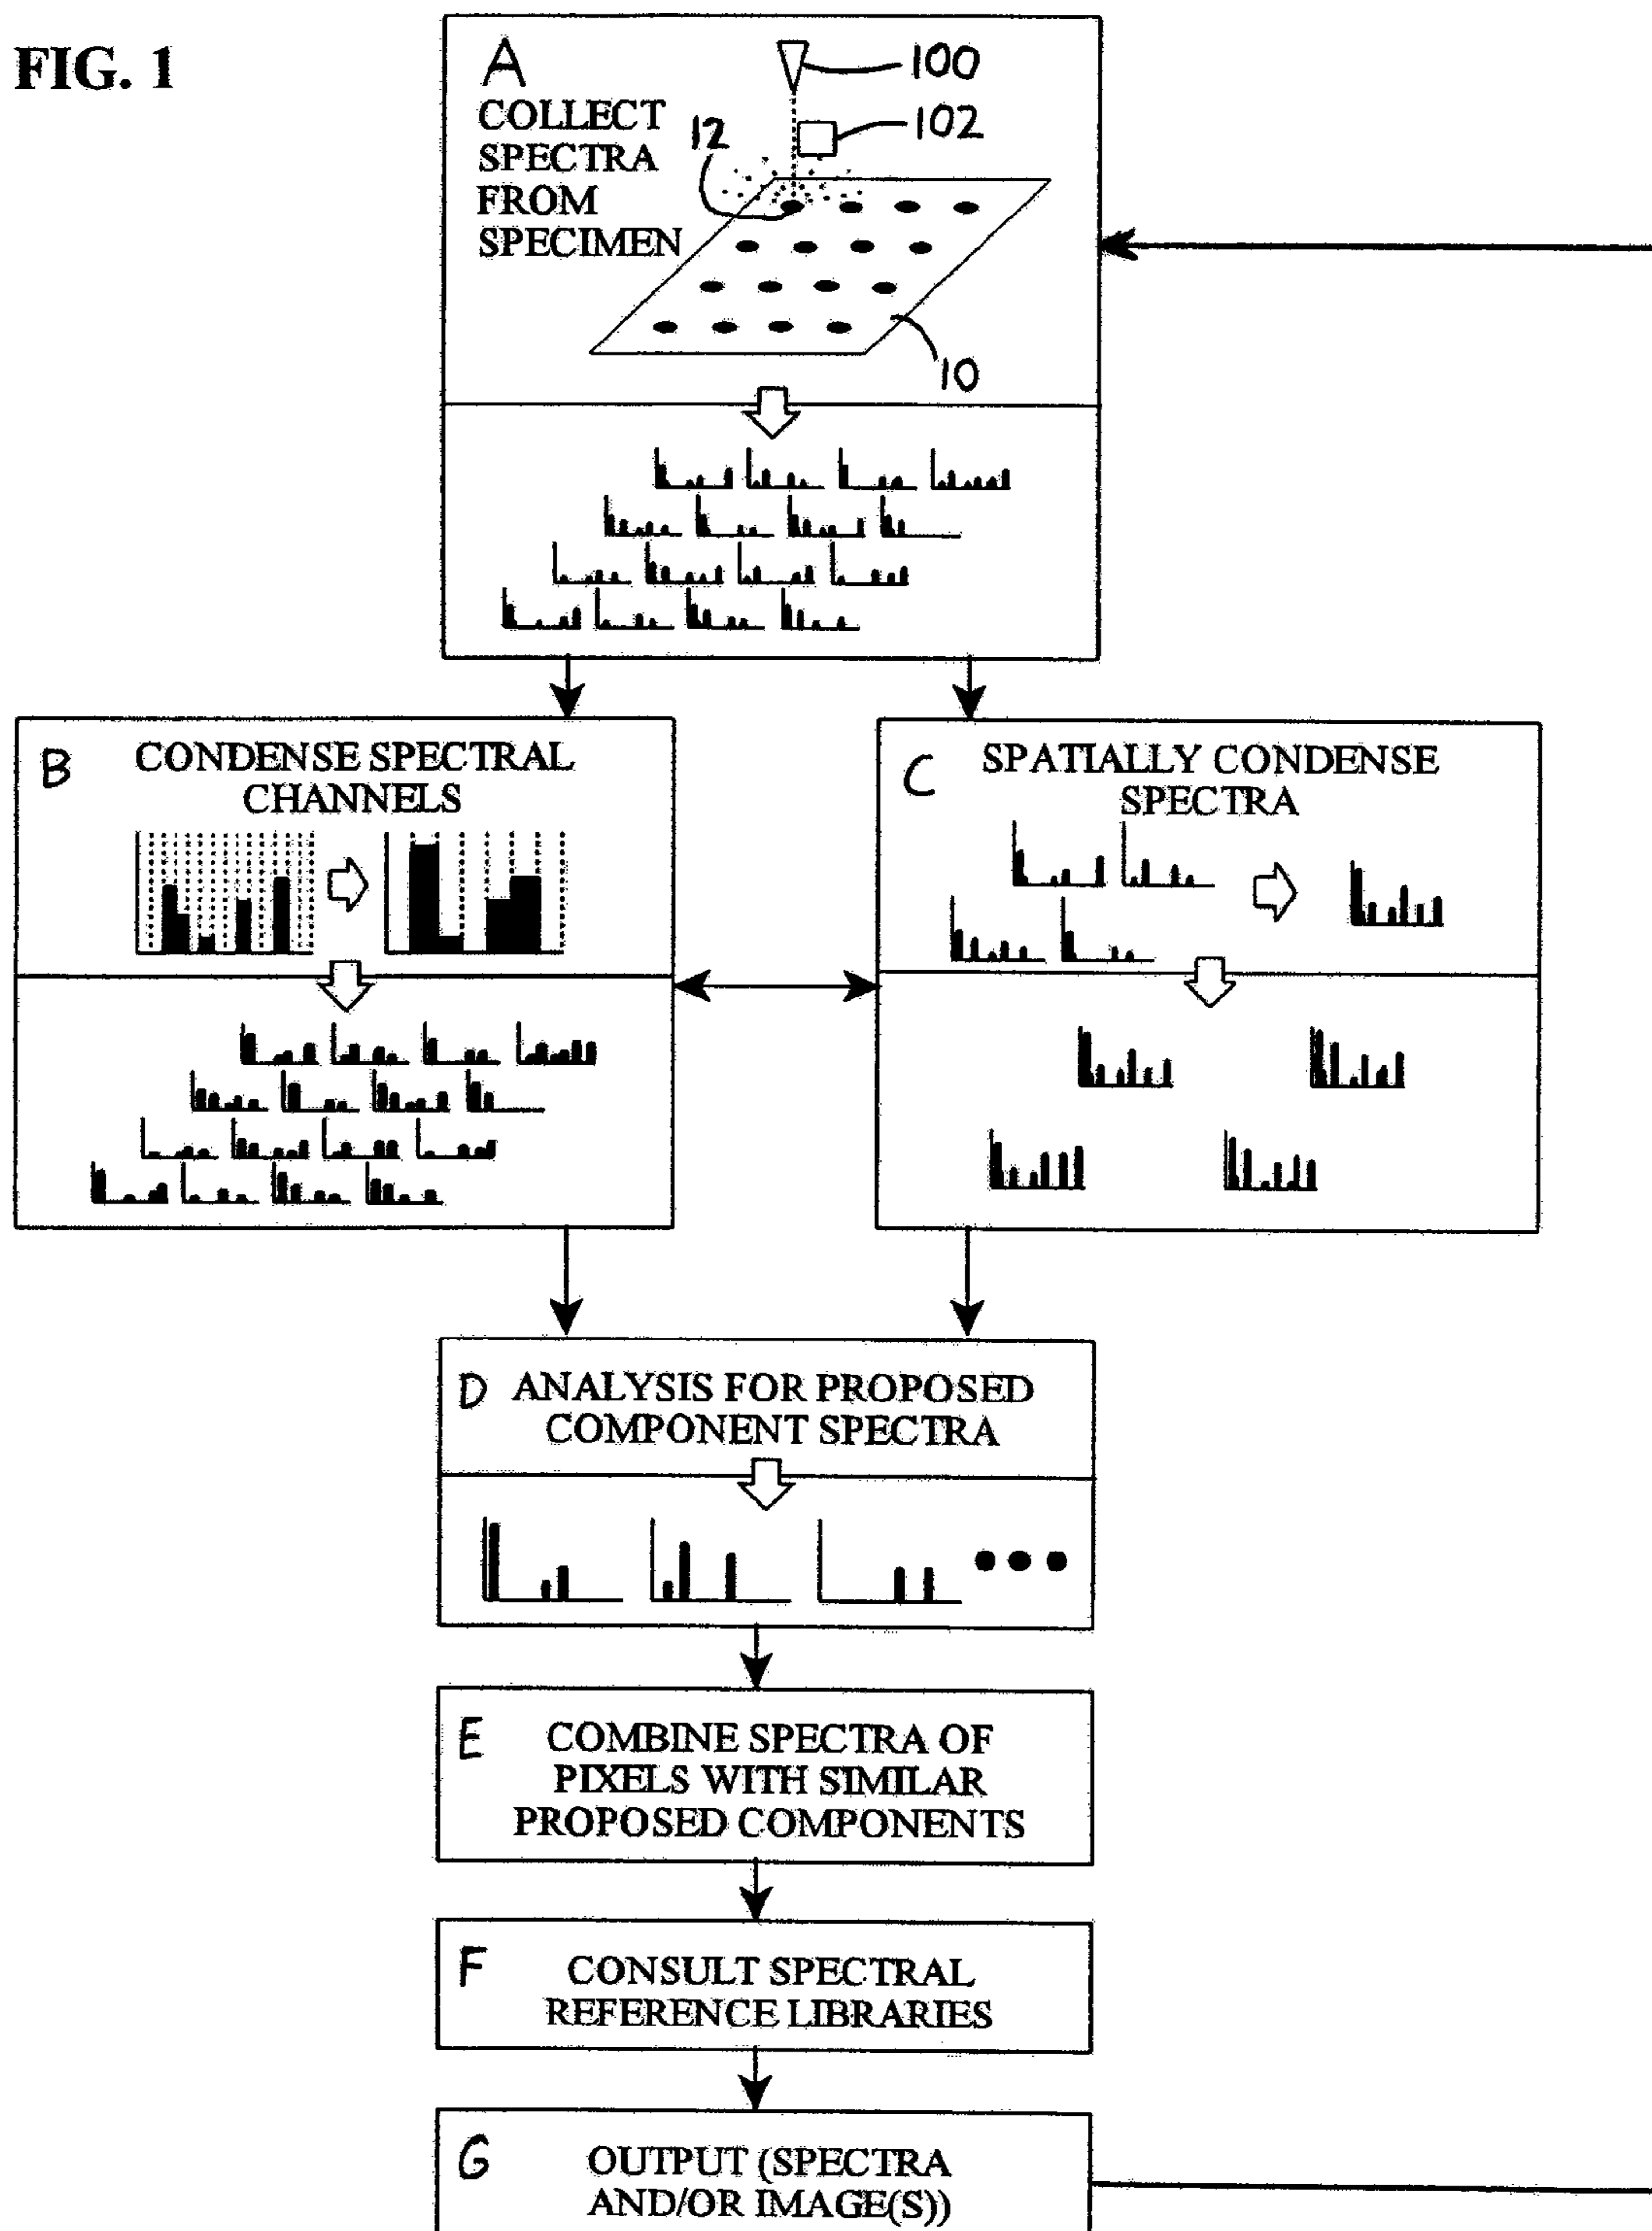 FIG. 1
A
COLLECT
SPECTRA
FROM
SPECIMEN
100
102
12
10
B
CONDENSE SPECTRAL
CHANNELS
C
SPATIALLY CONDENSE
SPECTRA
D
ANALYSIS FOR PROPOSED
COMPONENT SPECTRA
E
COMBINE SPECTRA OF
PIXELS WITH SIMILAR
PROPOSED COMPONENTS
F
CONSULT SPECTRAL
REFERENCE LIBRARIES
G
OUTPUT (SPECTRA
AND/OR IMAGE(S))